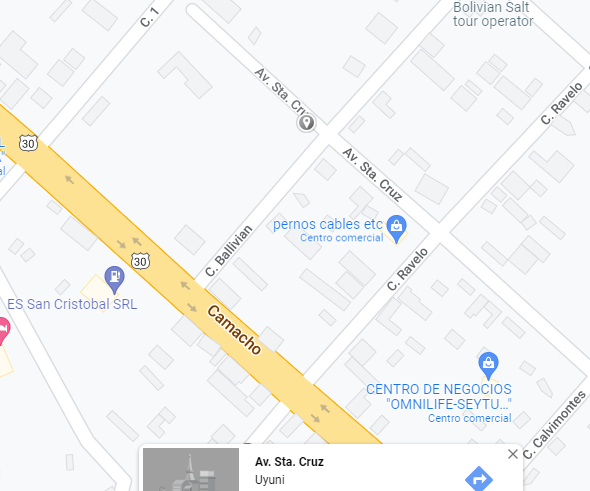 Bolivian Salt
tour operator
C. 1
Av. Sta. Cruz
C. Ravelo
30
Av. Sta. Cruz
pernos cables etc
Centro comercial
C. Ballivian
30
C. Ravelo
ES San Cristobal SRL
Camacho
CENTRO DE NEGOCIOS
"OMNILIFE-SEYTU..."
Centro comercial
C. Calvimontes
Av. Sta. Cruz
Uyuni